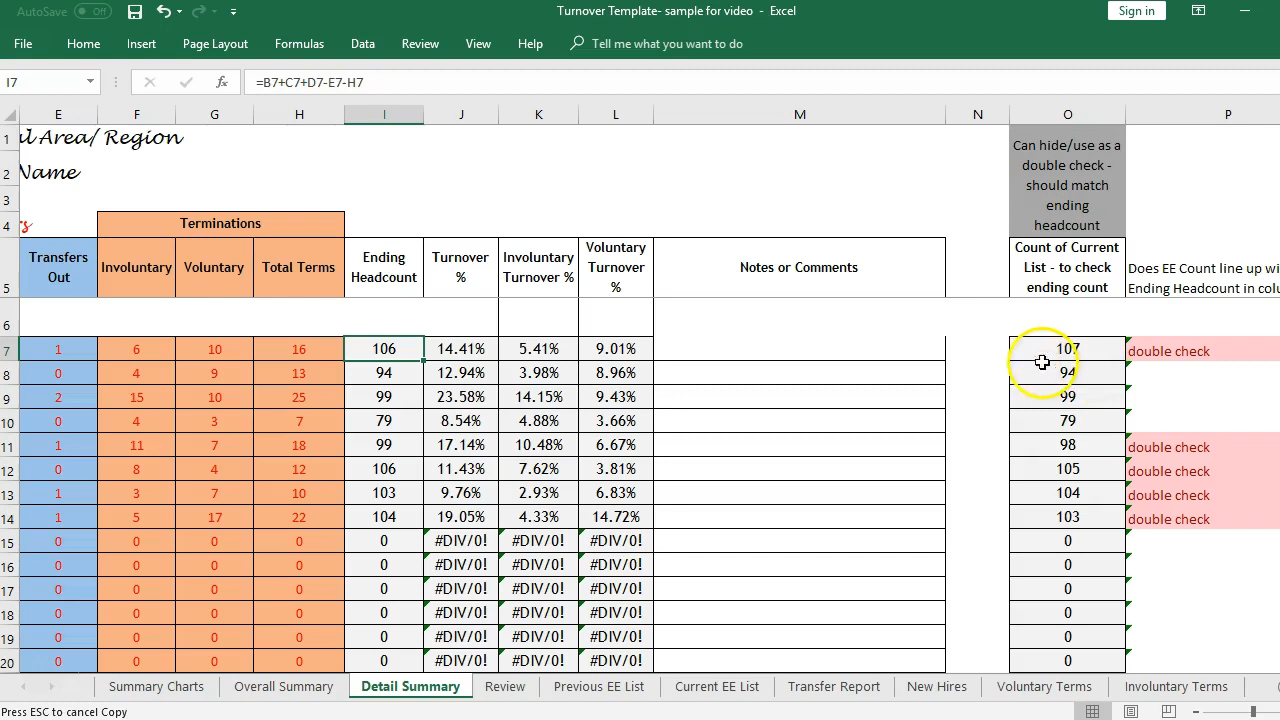 AutoSave Off Turnover Template- sample for video - Excel Sign in
File Home Insert Page Layout Formulas Data Review View Help Tell me what you want to do
I7 fx =B7+C7+D7-E7-H7
E F G H I J K L M N O P
1 al Area/ Region
2 Name
Can hide/use as a
double check -
should match
ending
headcount
3
4 Terminations
5 Transfers Out Involuntary Voluntary Total Terms Ending Headcount Turnover % Involuntary Turnover % Voluntary Turnover % Notes or Comments Count of Current List - to check ending count Does EE Count line up wi
Ending Headcount in colu
6
7 1 6 10 16 106 14.41% 5.41% 9.01% 107 double check
8 0 4 9 13 94 12.94% 3.98% 8.96% 94
9 2 15 10 25 99 23.58% 14.15% 9.43% 99
10 0 4 3 7 79 8.54% 4.88% 3.66% 79
11 1 11 7 18 99 17.14% 10.48% 6.67% 98 double check
12 0 8 4 12 106 11.43% 7.62% 3.81% 105 double check
13 1 3 7 10 103 9.76% 2.93% 6.83% 104 double check
14 1 5 17 22 104 19.05% 4.33% 14.72% 103 double check
15 0 0 0 0 0 #DIV/0! #DIV/0! #DIV/0! 0
16 0 0 0 0 0 #DIV/0! #DIV/0! #DIV/0! 0
17 0 0 0 0 0 #DIV/0! #DIV/0! #DIV/0! 0
18 0 0 0 0 0 #DIV/0! #DIV/0! #DIV/0! 0
19 0 0 0 0 0 #DIV/0! #DIV/0! #DIV/0! 0
20 0 0 0 0 0 #DIV/0! #DIV/0! #DIV/0! 0
Summary Charts Overall Summary Detail Summary Review Previous EE List Current EE List Transfer Report New Hires Voluntary Terms Involuntary Terms
Press ESC to cancel Copy